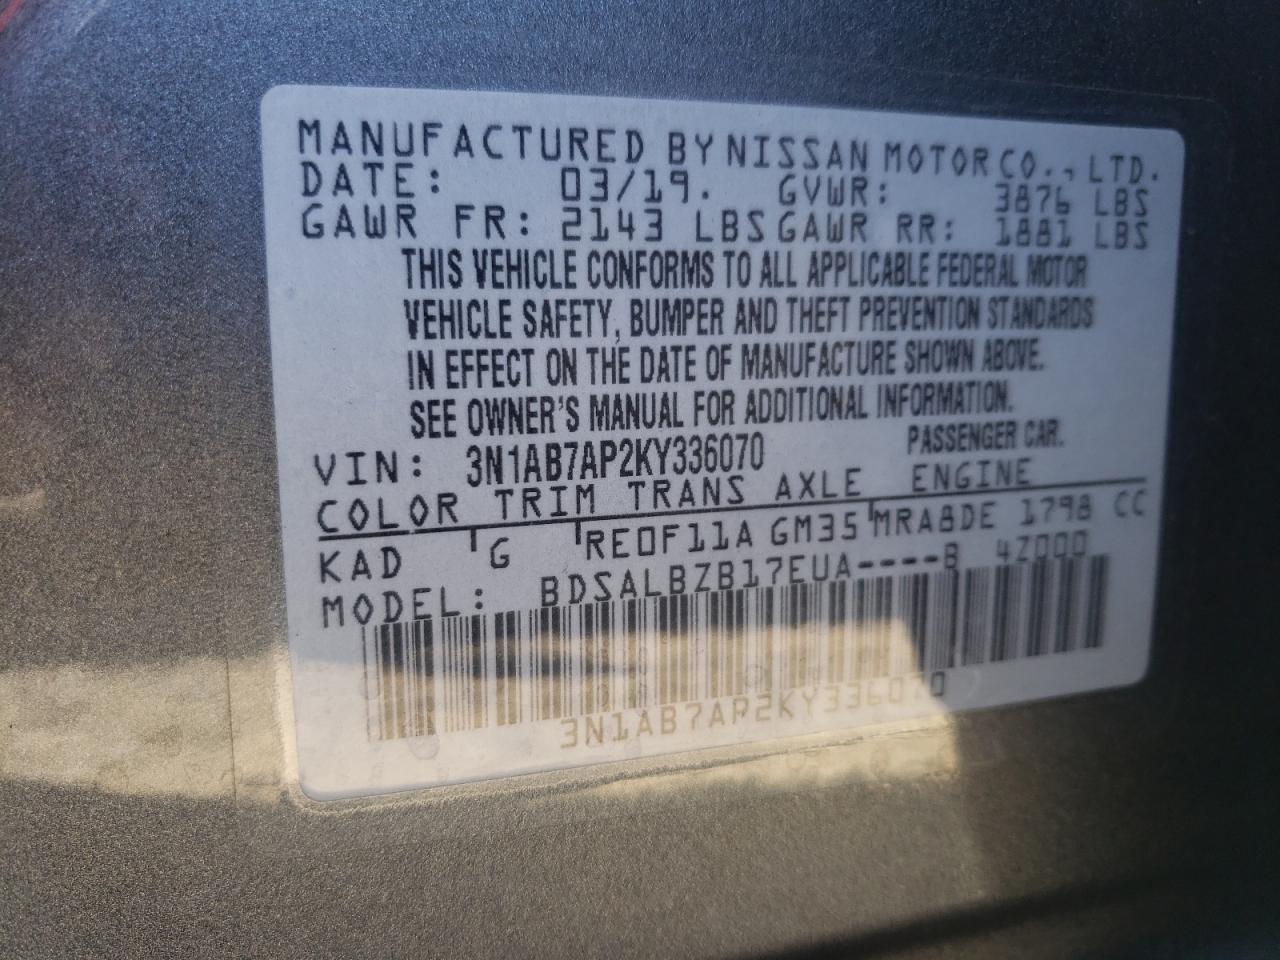 MANUFACTURED BY NISSAN MOTOR CO., LTD.
DATE: 03/19. GVWR: 3876 LBS
GAWR FR: 2143 LBS GAWR RR: 1881 LBS
THIS VEHICLE CONFORMS TO ALL APPLICABLE FEDERAL MOTOR
VEHICLE SAFETY, BUMPER AND THEFT PREVENTION STANDARDS
IN EFFECT ON THE DATE OF MANUFACTURE SHOWN ABOVE.
SEE OWNER'S MANUAL FOR ADDITIONAL INFORMATION.
VIN: 3N1AB7AP2KY336070 PASSENGER CAR.
COLOR TRIM TRANS AXLE ENGINE
KAD G RE0F11A GM35 MRA8DE 1798 CC
MODEL: BDSALBZB17EUA----B 4Z000
3N1AB7AP2KY336070